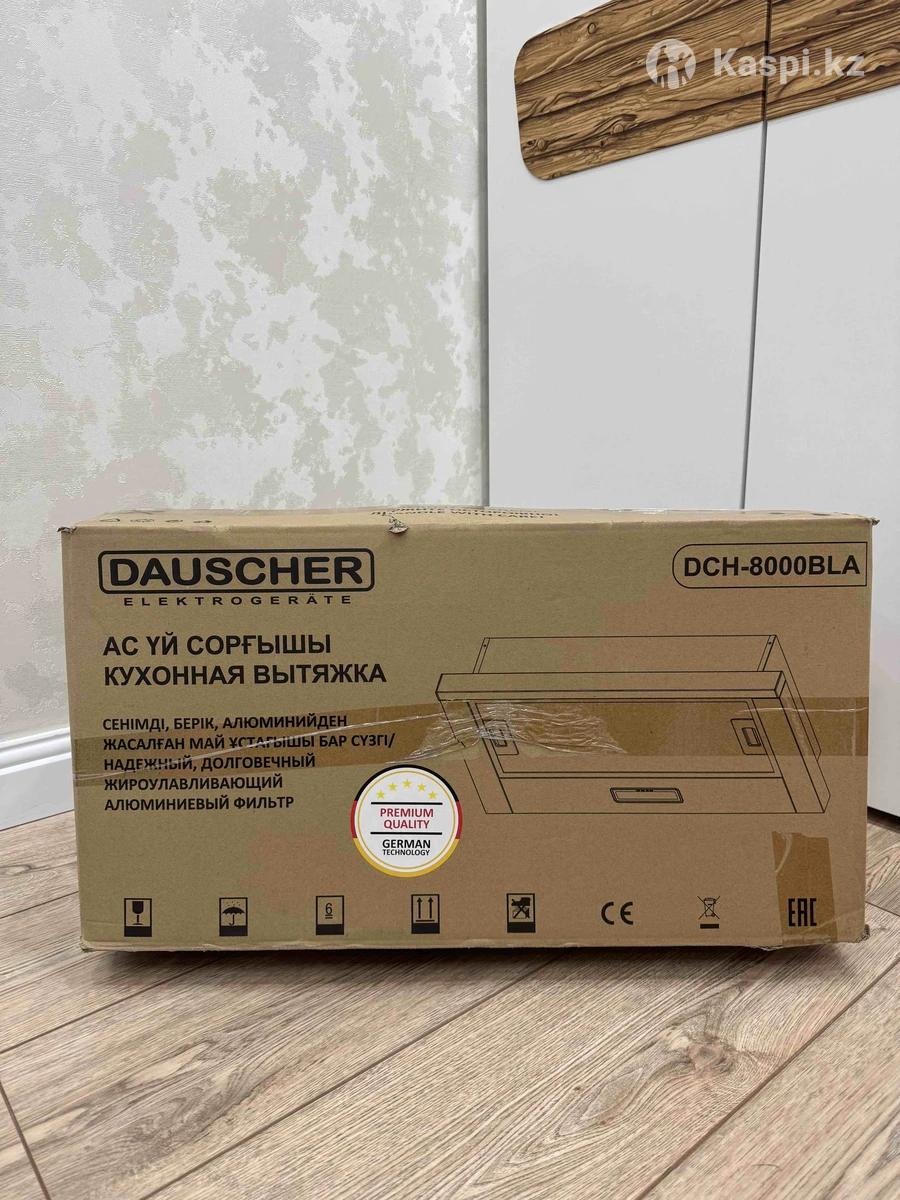 Kaspi.kz
DAUSCHER
ELEKTROGERÄTE
DCH-8000BLA
АС ҮЙ СОРҒЫШЫ
КУХОННАЯ ВЫТЯЖКА
СЕНІМДІ, БЕРІК, АЛЮМИНИЙДЕН
ЖАСАЛҒАН МАЙ ҰСТАҒЫШЫ БАР СҮЗГІ/
НАДЕЖНЫЙ, ДОЛГОВЕЧНЫЙ
ЖИРОУЛАВЛИВАЮЩИЙ
АЛЮМИНИЕВЫЙ ФИЛЬТР
PREMIUM
QUALITY
GERMAN
TECHNOLOGY
6
CE
EAC